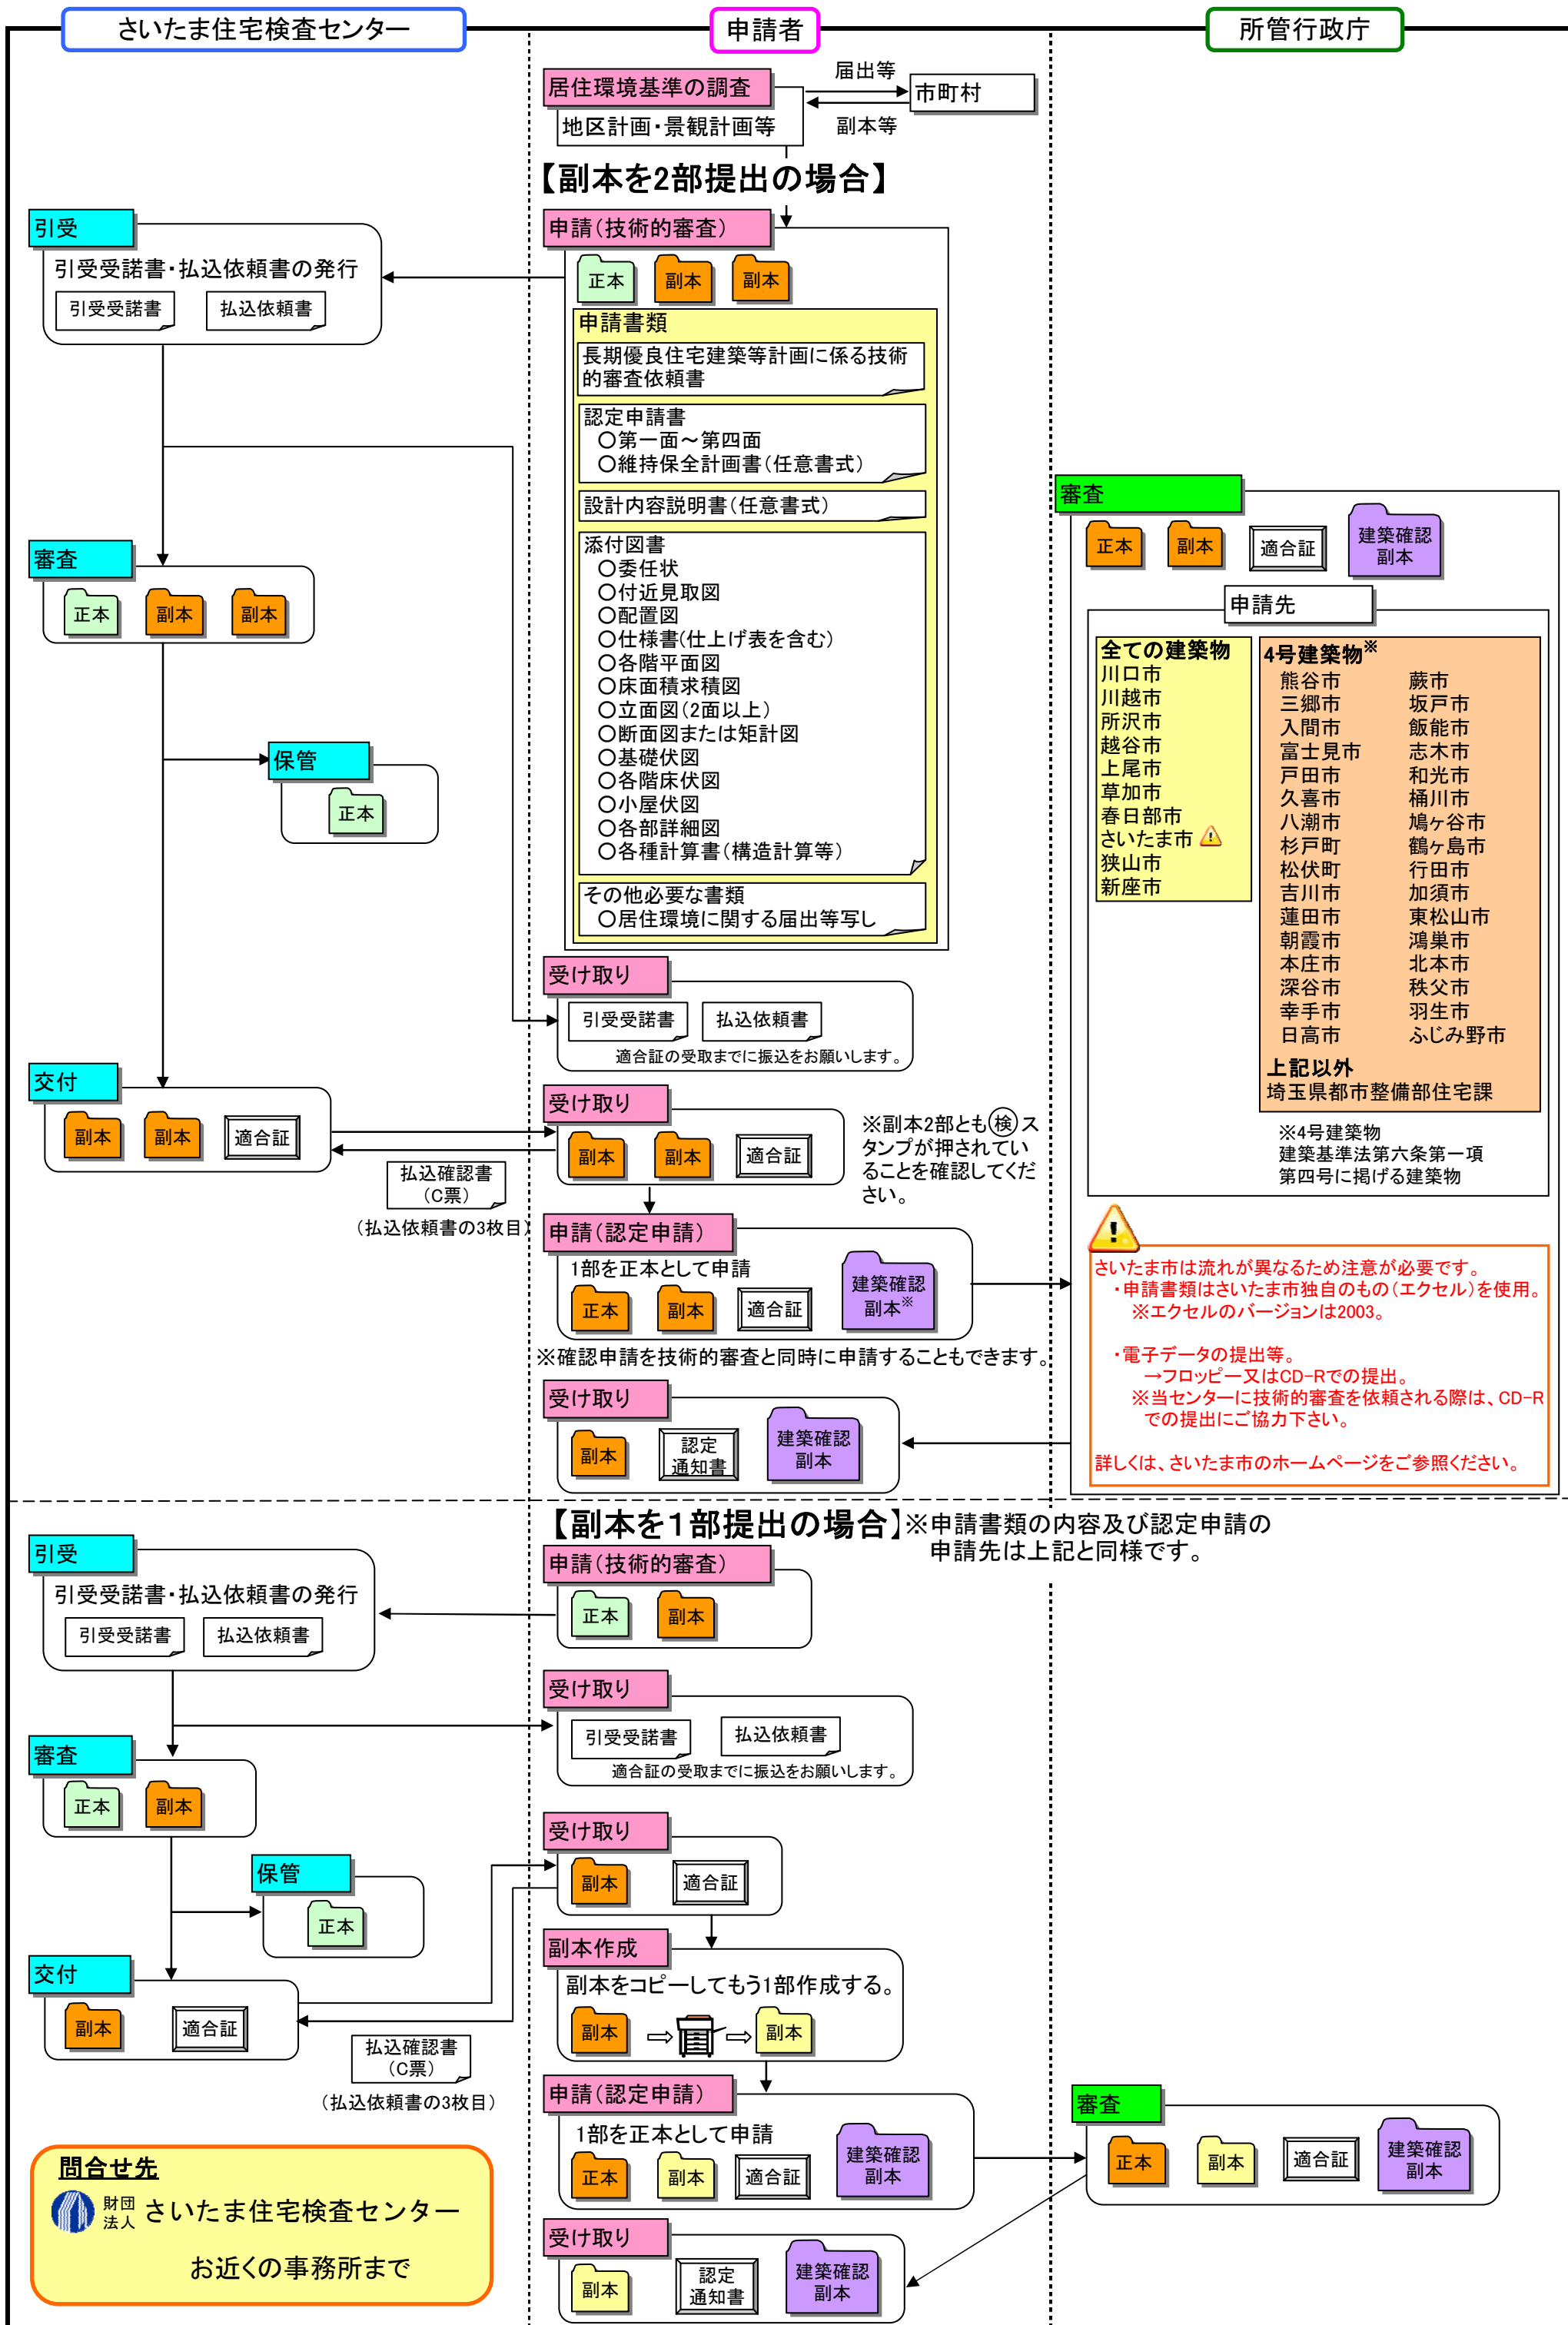 さいたま住宅検査センター
申請者
所管行政庁
居住環境基準の調査
地区計画・景観計画等
届出等
副本等
市町村
【副本を2部提出の場合】
引受
引受受諾書・払込依頼書の発行
引受受諾書
払込依頼書
申請(技術的審査)
正本
副本
副本
申請書類
長期優良住宅建築等計画に係る技術
的審査依頼書
認定申請書
○第一面～第四面
○維持保全計画書(任意書式)
設計内容説明書(任意書式)
添付図書
○委任状
○付近見取図
○配置図
○仕様書(仕上げ表を含む)
○各階平面図
○床面積求積図
○立面図(2面以上)
○断面図または矩計図
○基礎伏図
○各階床伏図
○小屋伏図
○各部詳細図
○各種計算書(構造計算等)
その他必要な書類
○居住環境に関する届出等写し
審査
正本
副本
副本
保管
正本
受け取り
引受受諾書
払込依頼書
適合証の受取までに振込をお願いします。
交付
副本
副本
適合証
払込確認書
(C票)
(払込依頼書の3枚目)
受け取り
副本
副本
適合証
※副本2部とも㊝ス
タンプが押されてい
ることを確認してくだ
さい。
申請(認定申請)
1部を正本として申請
正本
副本
適合証
建築確認
副本※
※確認申請を技術的審査と同時に申請することもできます。
受け取り
副本
認定
通知書
建築確認
副本
審査
正本
副本
適合証
建築確認
副本
申請先
全ての建築物
川口市
川越市
所沢市
越谷市
上尾市
草加市
春日部市
さいたま市
狭山市
新座市
4号建築物※
熊谷市 蕨市
三郷市 坂戸市
入間市 飯能市
富士見市 志木市
戸田市 和光市
久喜市 桶川市
八潮市 鳩ヶ谷市
杉戸町 鶴ヶ島市
松伏町 行田市
吉川市 加須市
蓮田市 東松山市
朝霞市 鴻巣市
本庄市 北本市
深谷市 秩父市
幸手市 羽生市
日高市 ふじみ野市
上記以外
埼玉県都市整備部住宅課
※4号建築物
建築基準法第六条第一項
第四号に掲げる建築物
さいたま市は流れが異なるため注意が必要です。
・申請書類はさいたま市独自のもの(エクセル)を使用。
※エクセルのバージョンは2003。
・電子データの提出等。
→フロッピー又はCD-Rでの提出。
※当センターに技術的審査を依頼される際は、CD-R
での提出にご協力下さい。
詳しくは、さいたま市のホームページをご参照ください。
【副本を1部提出の場合】
※申請書類の内容及び認定申請の
申請先は上記と同様です。
引受
引受受諾書・払込依頼書の発行
引受受諾書
払込依頼書
申請(技術的審査)
正本
副本
受け取り
引受受諾書
払込依頼書
適合証の受取までに振込をお願いします。
審査
正本
副本
保管
正本
交付
副本
適合証
払込確認書
(C票)
(払込依頼書の3枚目)
受け取り
副本
適合証
副本作成
副本をコピーしてもう1部作成する。
副本
副本
申請(認定申請)
1部を正本として申請
正本
副本
適合証
建築確認
副本
審査
正本
副本
適合証
建築確認
副本
受け取り
副本
認定
通知書
建築確認
副本
問合せ先
財団
法人
さいたま住宅検査センター
お近くの事務所まで